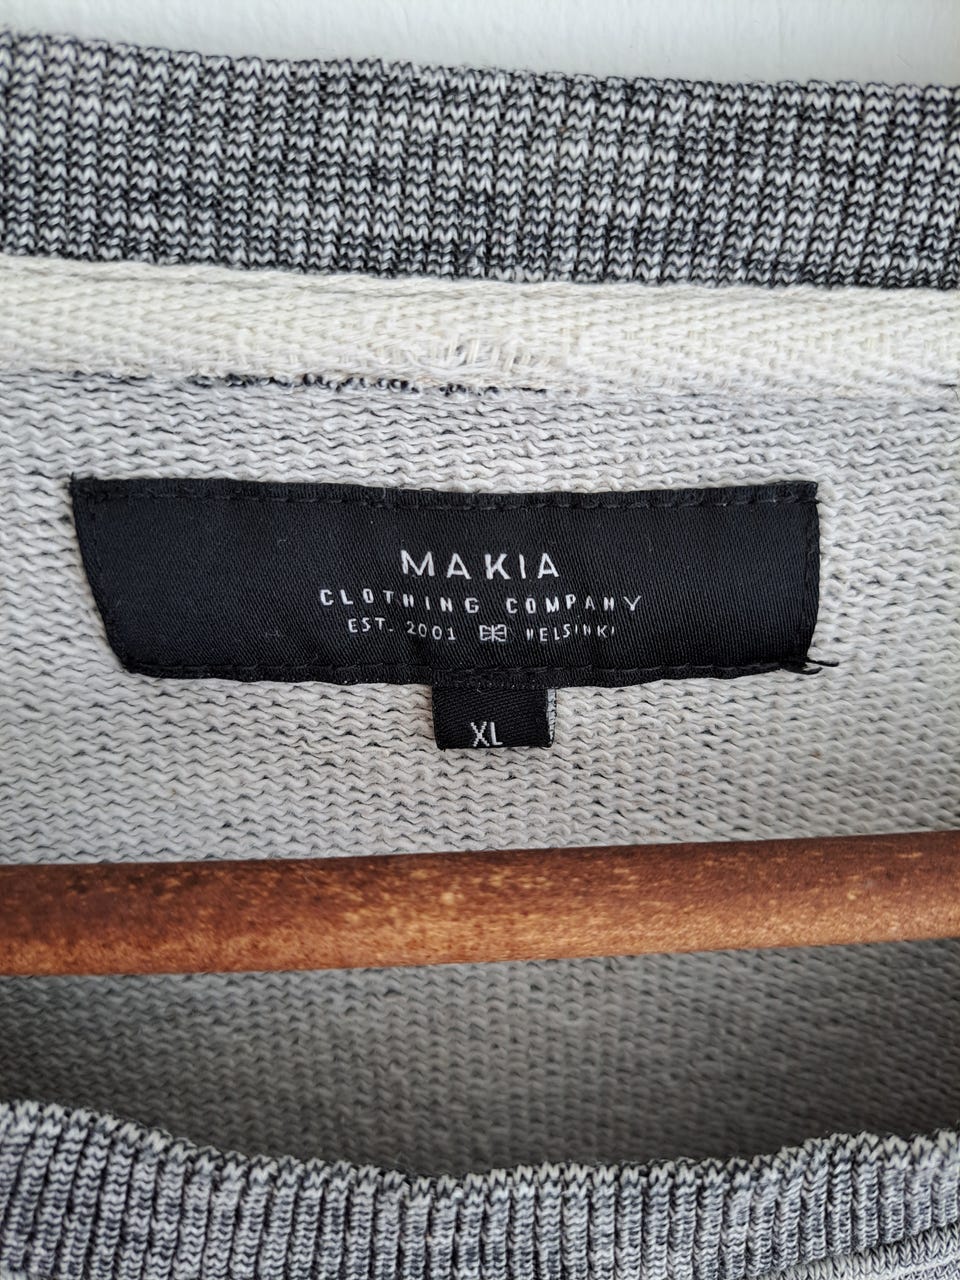 MAKIA
CLOTHING COMPANY
EST. 2001 HELSINKI
XL